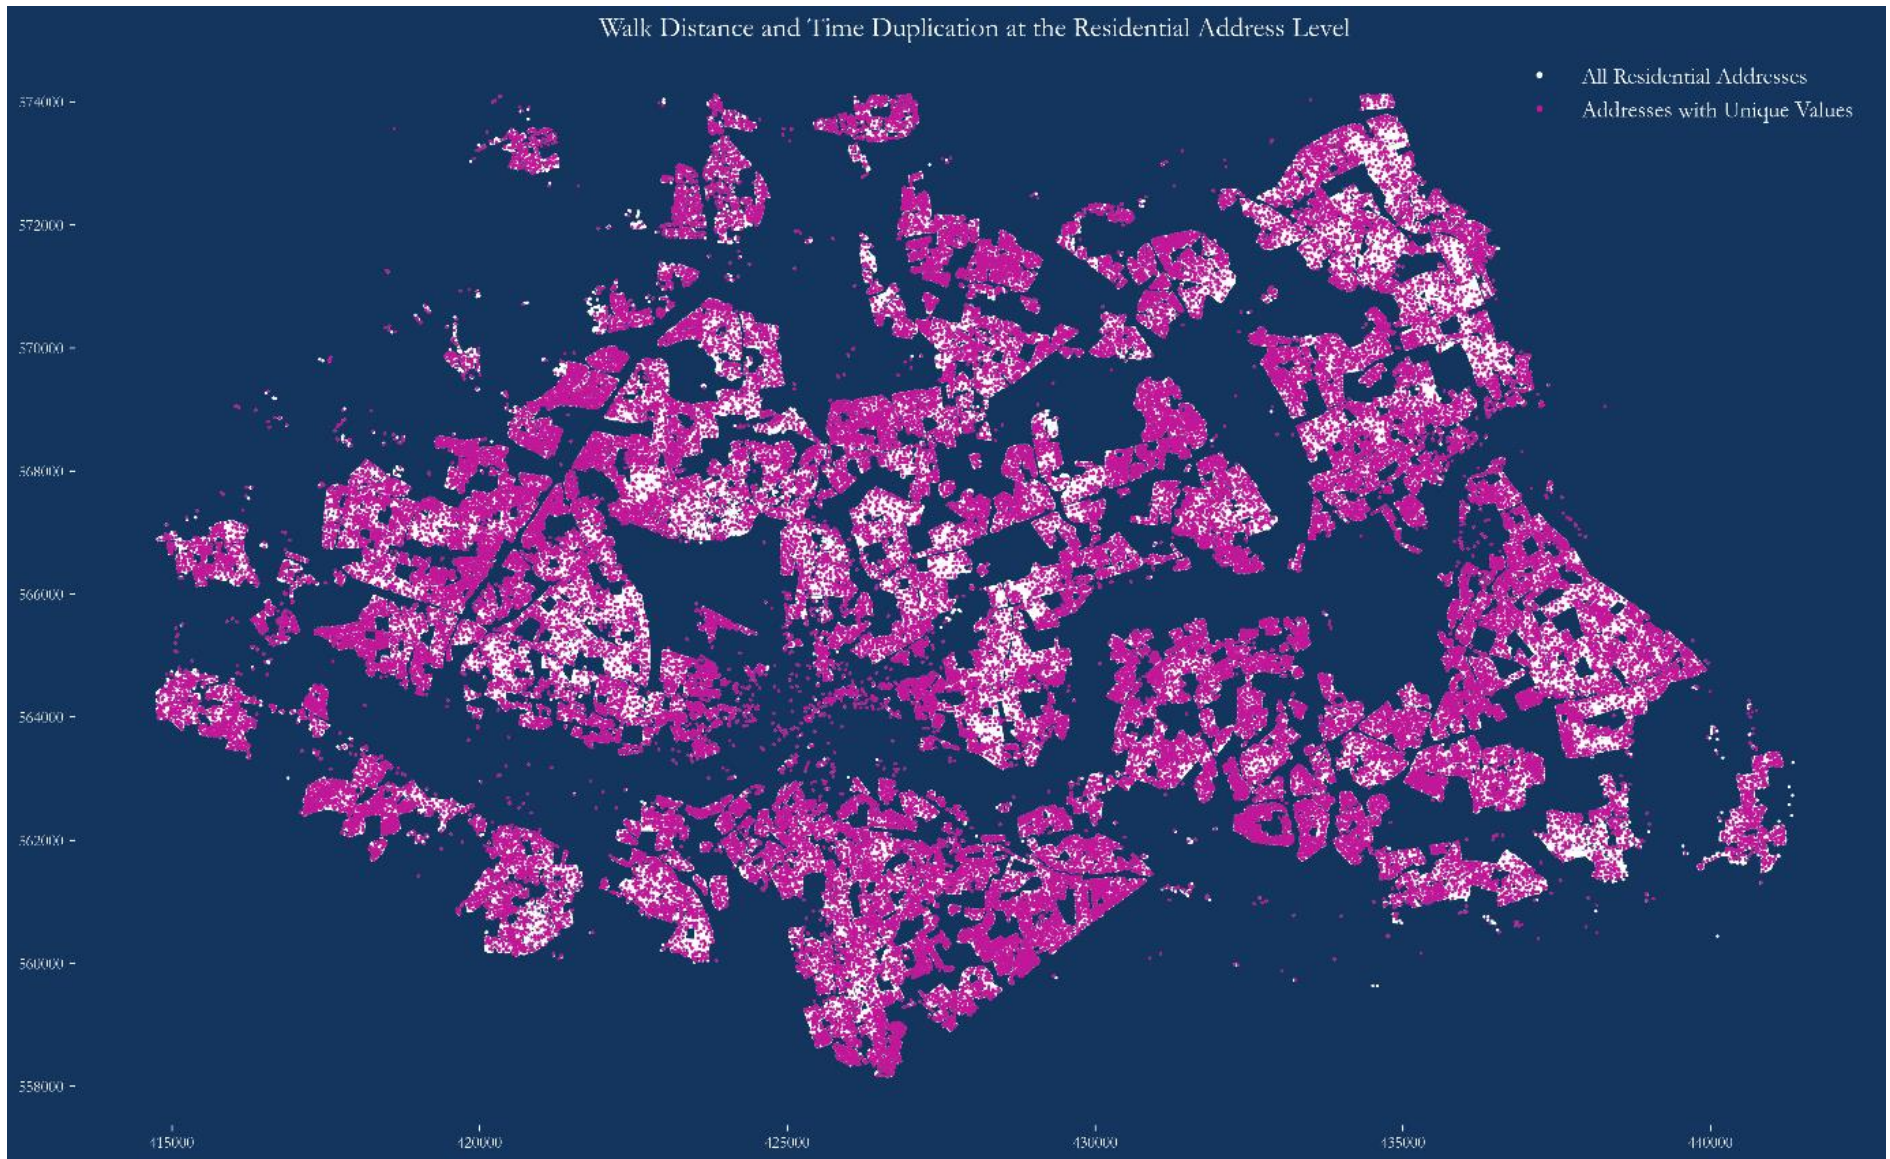 Walk Distance and Time Duplication at the Residential Address Level
All Residential Addresses
Addresses with Unique Values
574000
572000
570000
568000
566000
564000
562000
560000
558000
415000 420000 425000 430000 435000 440000